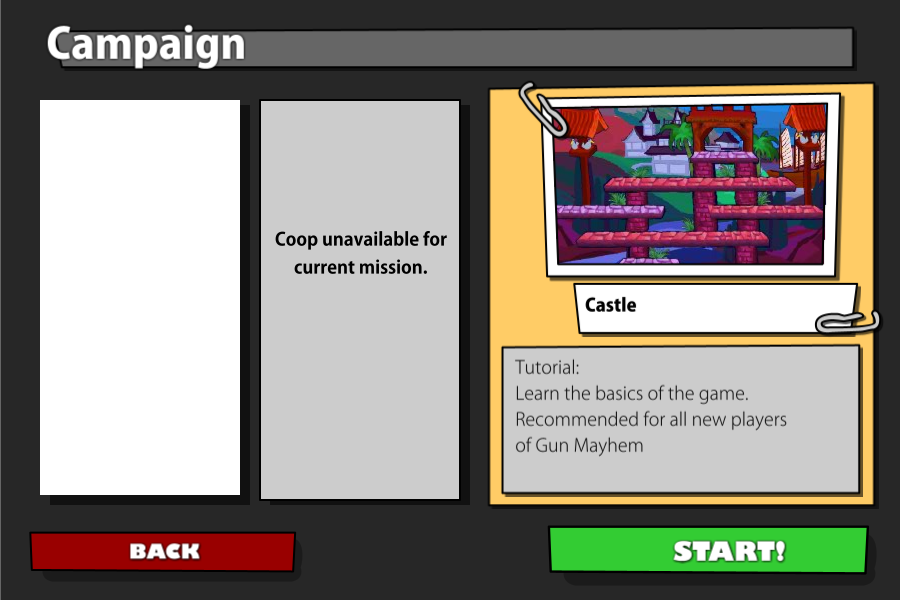 Campaign
Coop unavailable for
current mission.
Castle
Tutorial:
Learn the basics of the game.
Recommended for all new players
of Gun Mayhem
BACK
START!